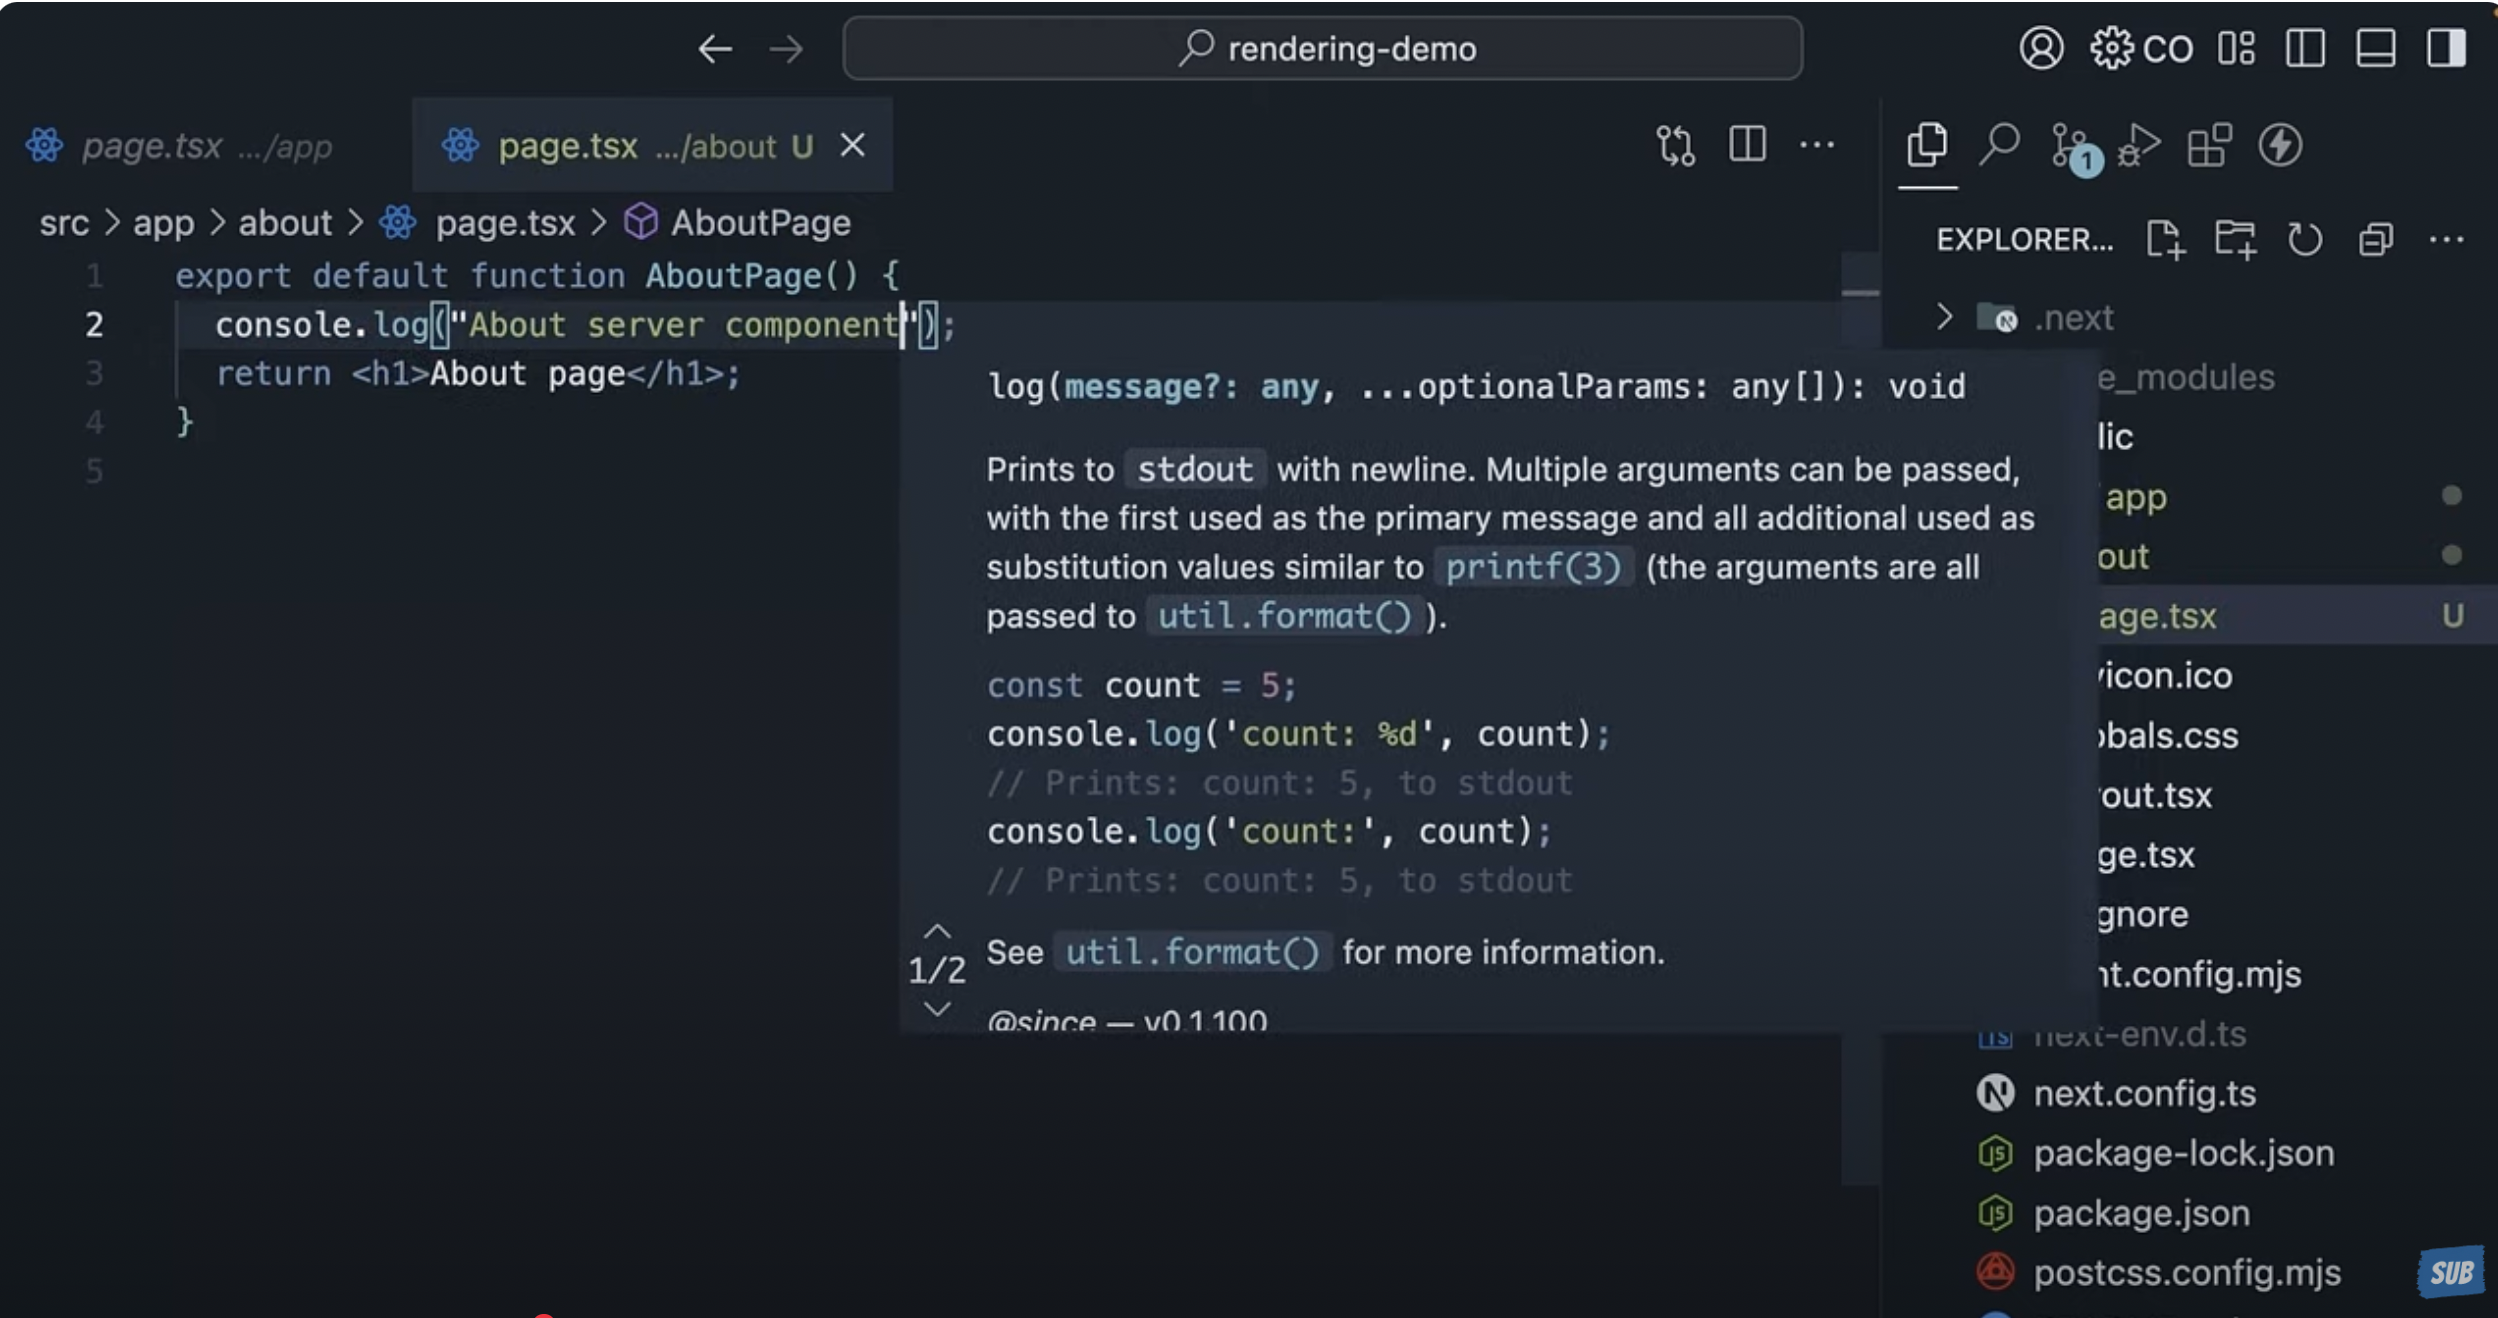 rendering-demo
CO
page.tsx .../app
page.tsx .../about U
1
src > app > about > page.tsx > AboutPage
EXPLORER...
1 export default function AboutPage() {
2 console.log("About server component");
3 return <h1>About page</h1>;
4 }
5
log(message?: any, ...optionalParams: any[]): void
Prints to stdout with newline. Multiple arguments can be passed,
with the first used as the primary message and all additional used as
substitution values similar to printf(3) (the arguments are all
passed to util.format()).
const count = 5;
console.log('count: %d', count);
// Prints: count: 5, to stdout
console.log('count:', count);
// Prints: count: 5, to stdout
See util.format() for more information.
1/2
@since — v0.1.100
.next
e_modules
lic
app
out
age.tsx U
icon.ico
obals.css
out.tsx
ge.tsx
gnore
nt.config.mjs
next-env.d.ts
next.config.ts
package-lock.json
package.json
postcss.config.mjs
SUB